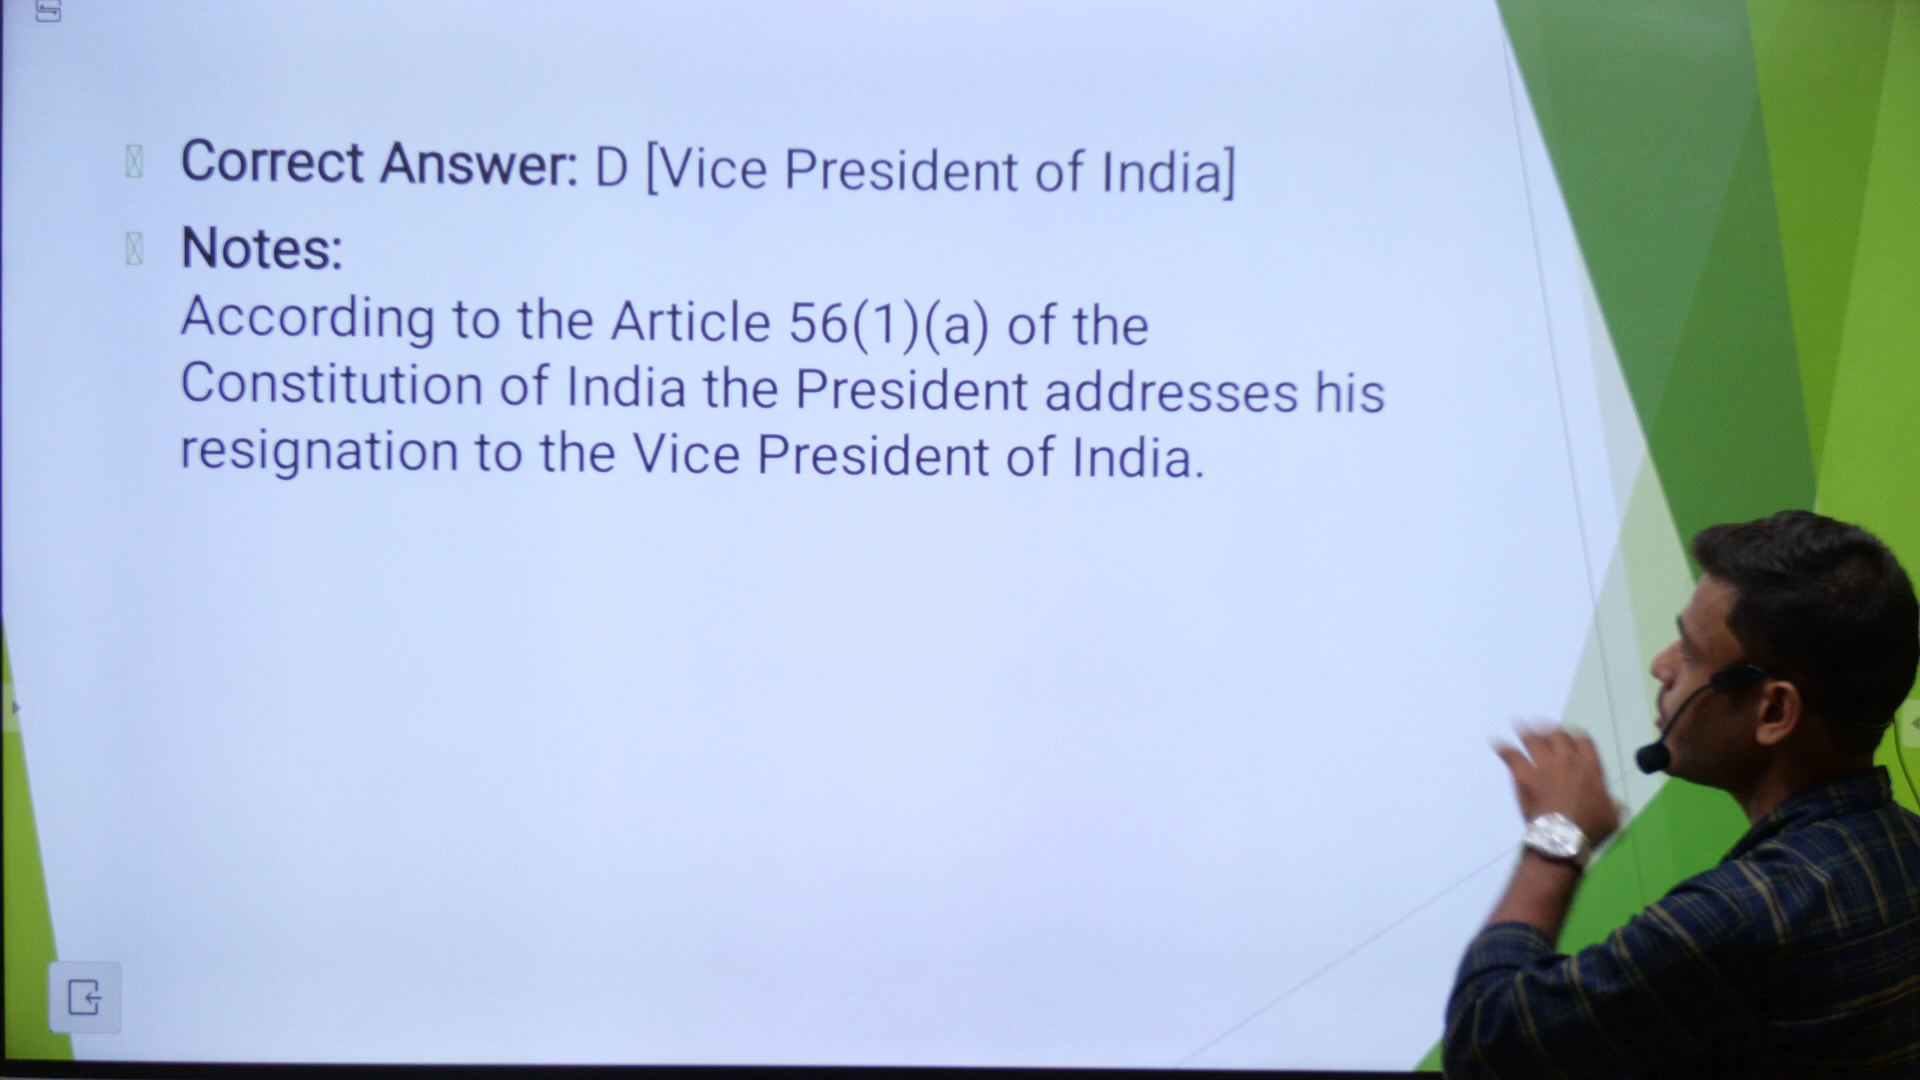 Correct Answer: D [Vice President of India]
Notes:
According to the Article 56(1)(a) of the
Constitution of India the President addresses his
resignation to the Vice President of India.